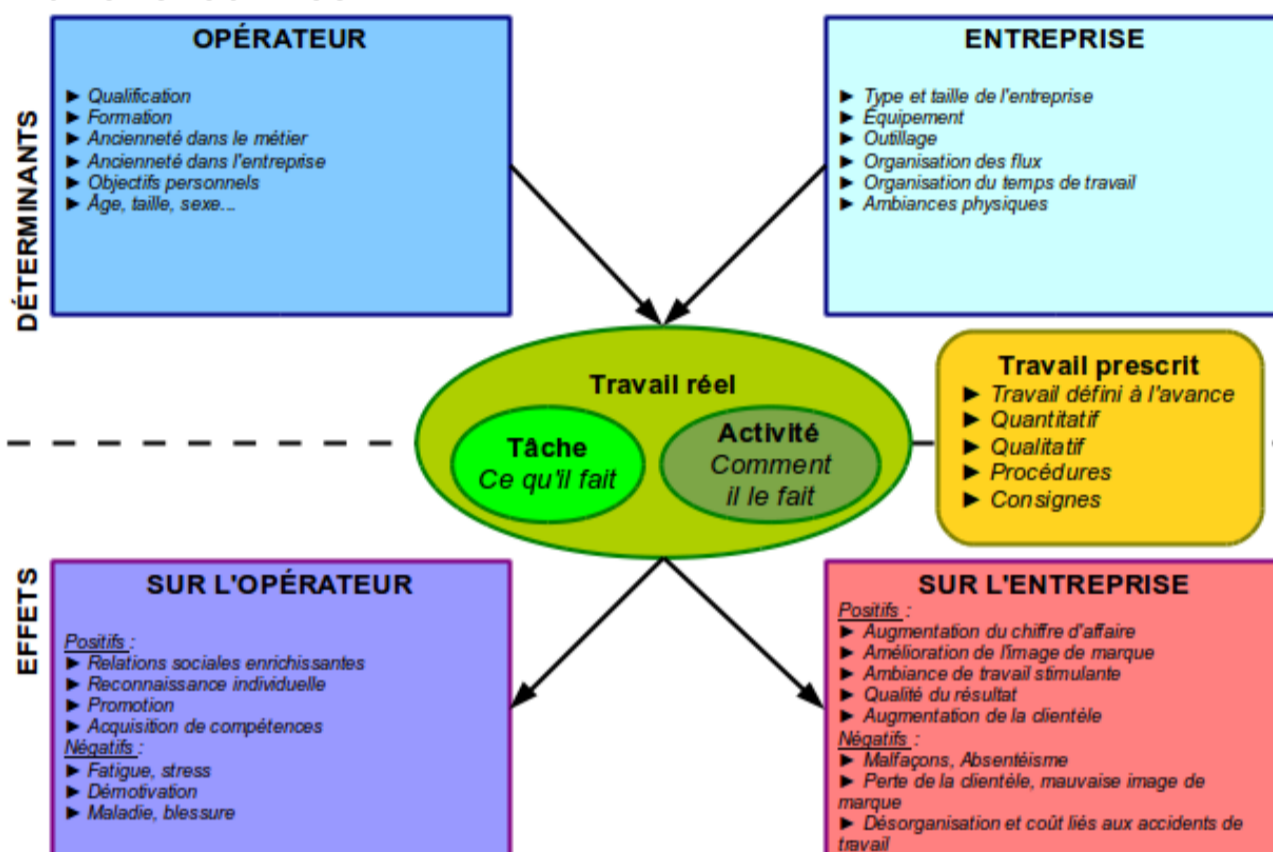 DÉTERMINANTS
OPÉRATEUR
► Qualification
► Formation
► Ancienneté dans le métier
► Ancienneté dans l'entreprise
► Objectifs personnels
► Âge, taille, sexe...
ENTREPRISE
► Type et taille de l'entreprise
► Équipement
► Outillage
► Organisation des flux
► Organisation du temps de travail
► Ambiances physiques
Travail réel
Tâche
Ce qu'il fait
Activité
Comment
il le fait
Travail prescrit
► Travail défini à l'avance
► Quantitatif
► Qualitatif
► Procédures
► Consignes
EFFETS
SUR L'OPÉRATEUR
Positifs :
► Relations sociales enrichissantes
► Reconnaissance individuelle
► Promotion
► Acquisition de compétences
Négatifs :
► Fatigue, stress
► Démotivation
► Maladie, blessure
SUR L'ENTREPRISE
Positifs :
► Augmentation du chiffre d'affaire
► Amélioration de l'image de marque
► Ambiance de travail stimulante
► Qualité du résultat
► Augmentation de la clientèle
Négatifs :
► Malfaçons, Absentéisme
► Perte de la clientèle, mauvaise image de
marque
► Désorganisation et coût liés aux accidents de
travail